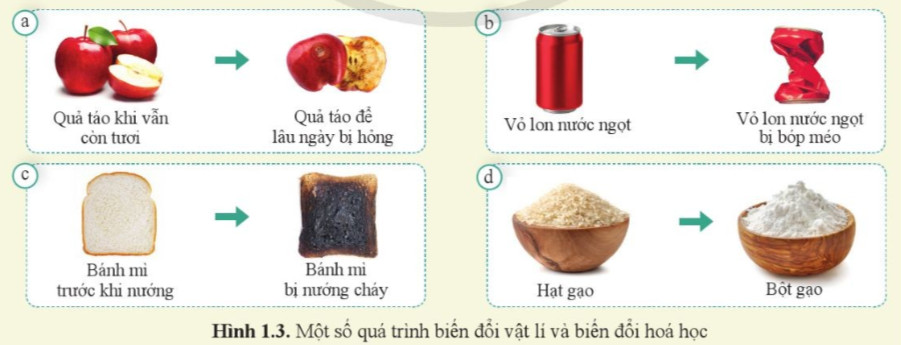 a
Quả táo khi vẫn
còn tươi
Quả táo để
lâu ngày bị hỏng
b
Vỏ lon nước ngọt
Vỏ lon nước ngọt
bị bóp méo
c
Bánh mì
trước khi nướng
Bánh mì
bị nướng cháy
d
Hạt gạo
Bột gạo
Hình 1.3. Một số quá trình biến đổi vật lí và biến đổi hoá học